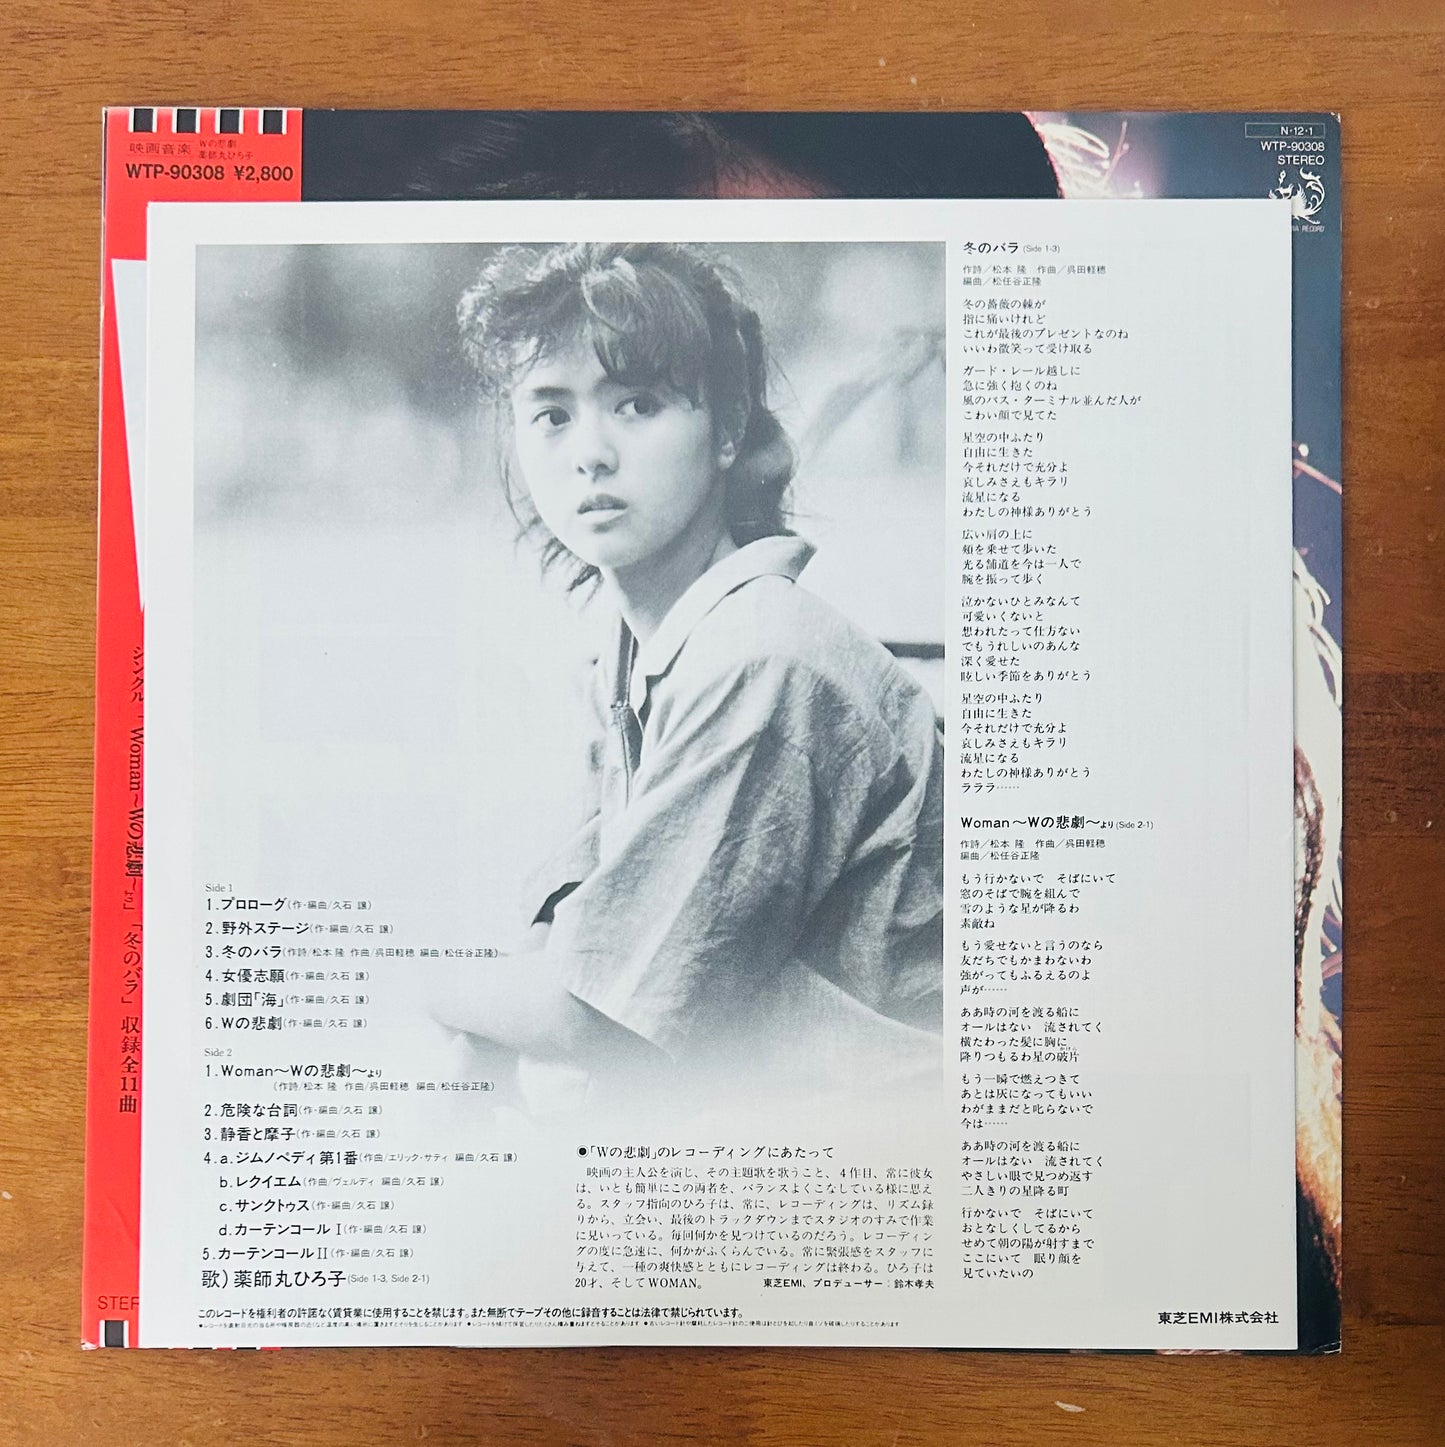 映画音楽
Wの悲劇
薬師丸ひろ子
WTP-90308 ¥2,800
N・12・1
WTP-90308
STEREO
シングル「Woman〜Wの悲劇〜より」「冬のバラ」収録全11曲
STER
冬のバラ(Side 1-3)
作詩/松本 隆 作曲/呉田軽穂
編曲/松任谷正隆
冬の薔薇の棘が
指に痛いけれど
これが最後のプレゼントなのね
いいわ微笑って受け取る
ガード・レール越しに
急に強く抱くのね
風のバス・ターミナル並んだ人が
こわい顔で見てた
星空の中ふたり
自由に生きた
今それだけで充分よ
哀しみさえもキラリ
流星になる
わたしの神様ありがとう
広い肩の上に
頬を乗せて歩いた
光る舗道を今は一人で
腕を振って歩く
泣かないひとみなんて
可愛いくないと
想われたって仕方ない
でもうれしいのあんな
深く愛せた
眩しい季節をありがとう
星空の中ふたり
自由に生きた
今それだけで充分よ
哀しみさえもキラリ
流星になる
わたしの神様ありがとう
ラララ……
Woman〜Wの悲劇〜より(Side 2-1)
作詩/松本 隆 作曲/呉田軽穂
編曲/松任谷正隆
もう行かないで そばにいて
窓のそばで腕を組んで
雪のような星が降るわ
素敵ね
もう愛せないと言うのなら
友だちでもかまわないわ
強がってもふるえるのよ
声が……
ああ時の河を渡る船に
オールはない 流されてく
横たわった髪に胸に
降りつもるわ星の破片
もう一瞬で燃えつきて
あとは灰になってもいい
わがままだと叱らないで
今は……
ああ時の河を渡る船に
オールはない 流されてく
やさしい眼で見つめ返す
二人きりの星降る町
行かないで そばにいて
おとなしくしてるから
せめて朝の陽が射すまで
ここにいて 眠り顔を
見ていたいの
Side 1
1.プロローグ(作・編曲/久石 譲)
2.野外ステージ(作・編曲/久石 譲)
3.冬のバラ(作詩/松本 隆 作曲/呉田軽穂 編曲/松任谷正隆)
4.女優志願(作・編曲/久石 譲)
5.劇団「海」(作・編曲/久石 譲)
6.Wの悲劇(作・編曲/久石 譲)
Side 2
1.Woman〜Wの悲劇〜より
(作詩/松本 隆 作曲/呉田軽穂 編曲/松任谷正隆)
2.危険な台詞(作・編曲/久石 譲)
3.静香と摩子(作・編曲/久石 譲)
4.a.ジムノペディ第1番(作曲/エリック・サティ 編曲/久石 譲)
b.レクイエム(作曲/ヴェルディ 編曲/久石 譲)
c.サンクトゥス(作・編曲/久石 譲)
d.カーテンコールⅠ(作・編曲/久石 譲)
5.カーテンコールⅡ(作・編曲/久石 譲)
歌)薬師丸ひろ子(Side 1-3, Side 2-1)
◉「Wの悲劇」のレコーディングにあたって
映画の主人公を演じ、その主題歌を歌うこと、4作目、常に彼女
は、いとも簡単にこの両者を、バランスよくこなしている様に思え
る。スタッフ指向のひろ子は、常に、レコーディングは、リズム録
りから、立会い、最後のトラックダウンまでスタジオのすみで作業
に見いっている。毎回何かを見つけているのだろう。レコーディン
グの度に急速に、何かがふくらんでいる。常に緊張感をスタッフに
与えて、一種の爽快感とともにレコーディングは終わる。ひろ子は
20才、そしてWOMAN。 東芝EMI、プロデューサー:鈴木孝夫
このレコードを権利者の許諾なく賃貸業に使用することを禁じます。また無断でテープその他に録音することは法律で禁じられています。
東芝EMI株式会社